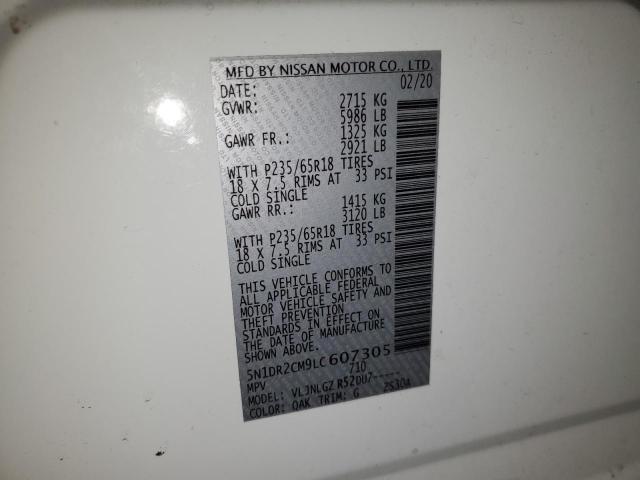 MFD BY NISSAN MOTOR CO., LTD.
DATE: 02/20
GVWR: 2715 KG
5986 LB
GAWR FR.: 1325 KG
2921 LB
WITH P235/65R18 TIRES
18 X 7.5 RIMS AT 33 PSI
COLD SINGLE
GAWR RR.: 1415 KG
3120 LB
WITH P235/65R18 TIRES
18 X 7.5 RIMS AT 33 PSI
COLD SINGLE
THIS VEHICLE CONFORMS TO
ALL APPLICABLE FEDERAL
MOTOR VEHICLE SAFETY AND
THEFT PREVENTION
STANDARDS IN EFFECT ON
THE DATE OF MANUFACTURE
SHOWN ABOVE.
5N1DR2CM9LC607305
MPV 710
MODEL: VLJNLGZ R52DU7-----
COLOR: QAK TRIM: G 25304